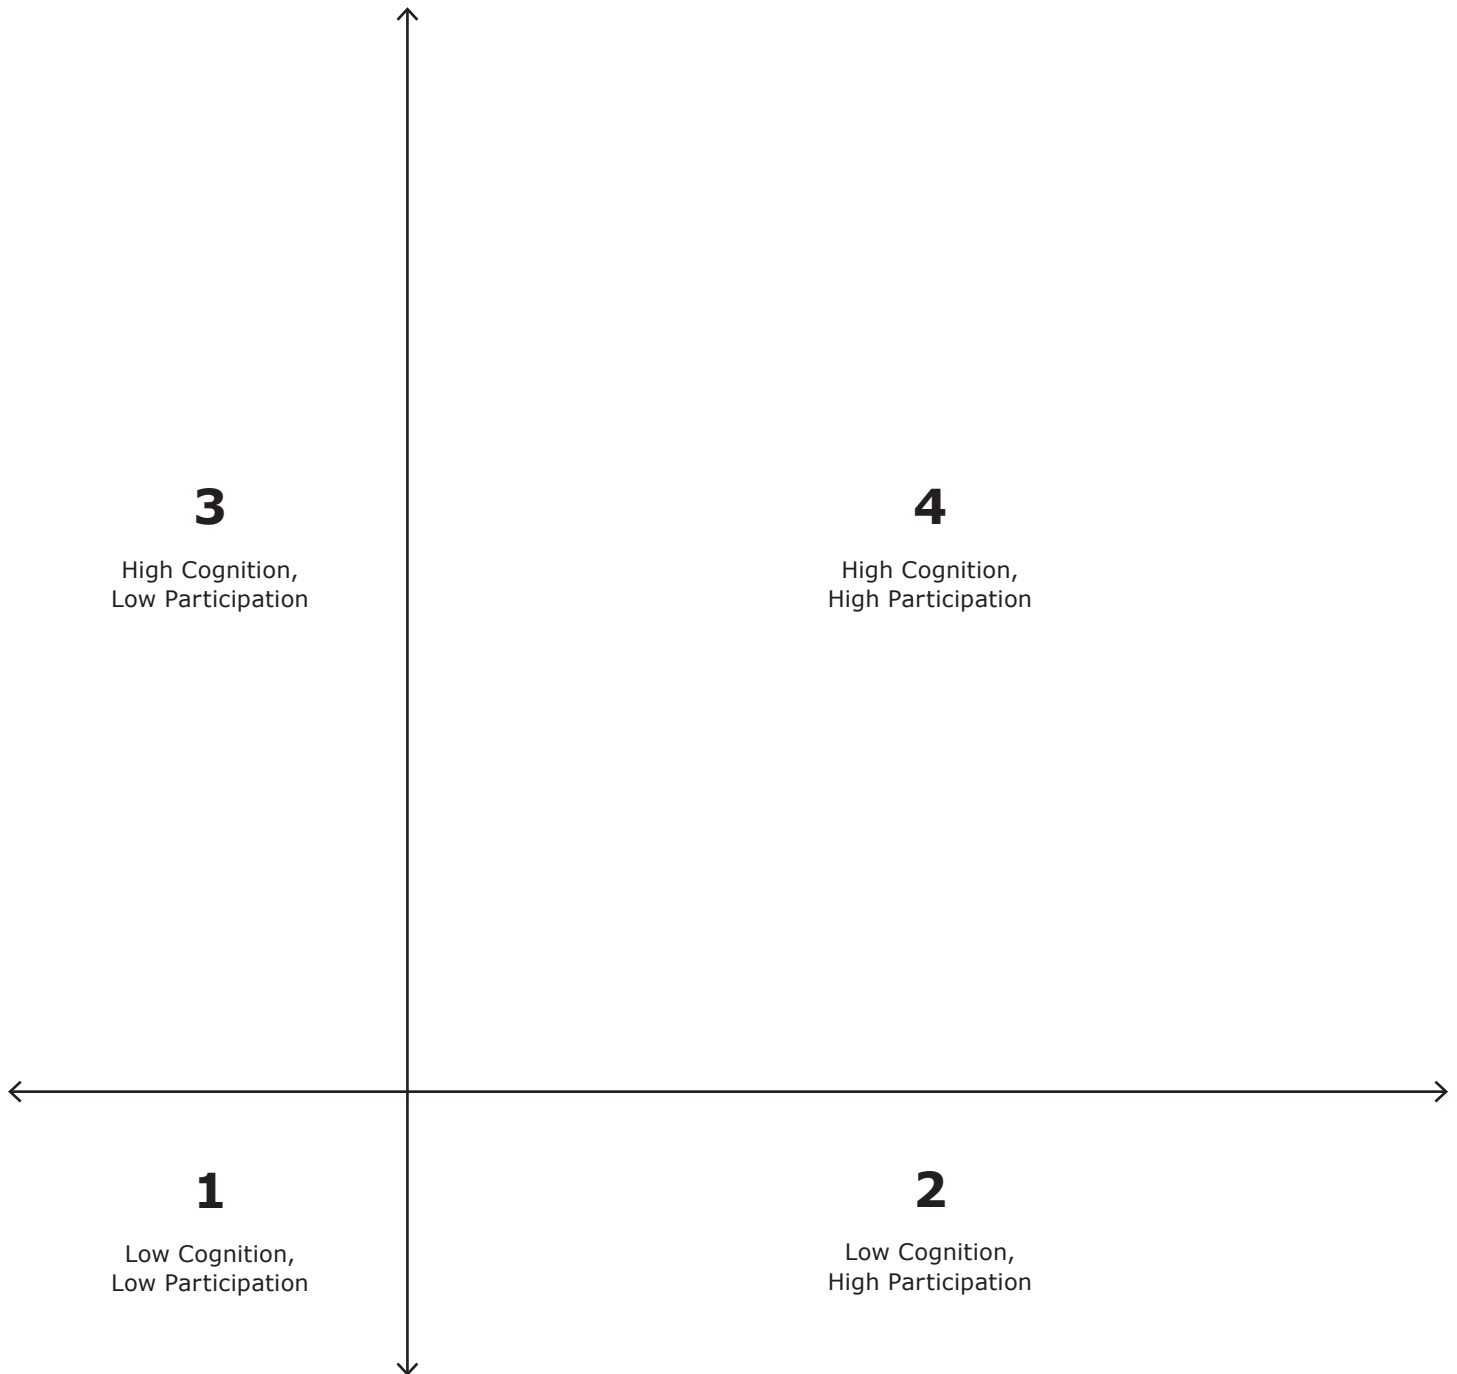 3
High Cognition,
Low Participation
4
High Cognition,
High Participation
1
Low Cognition,
Low Participation
2
Low Cognition,
High Participation